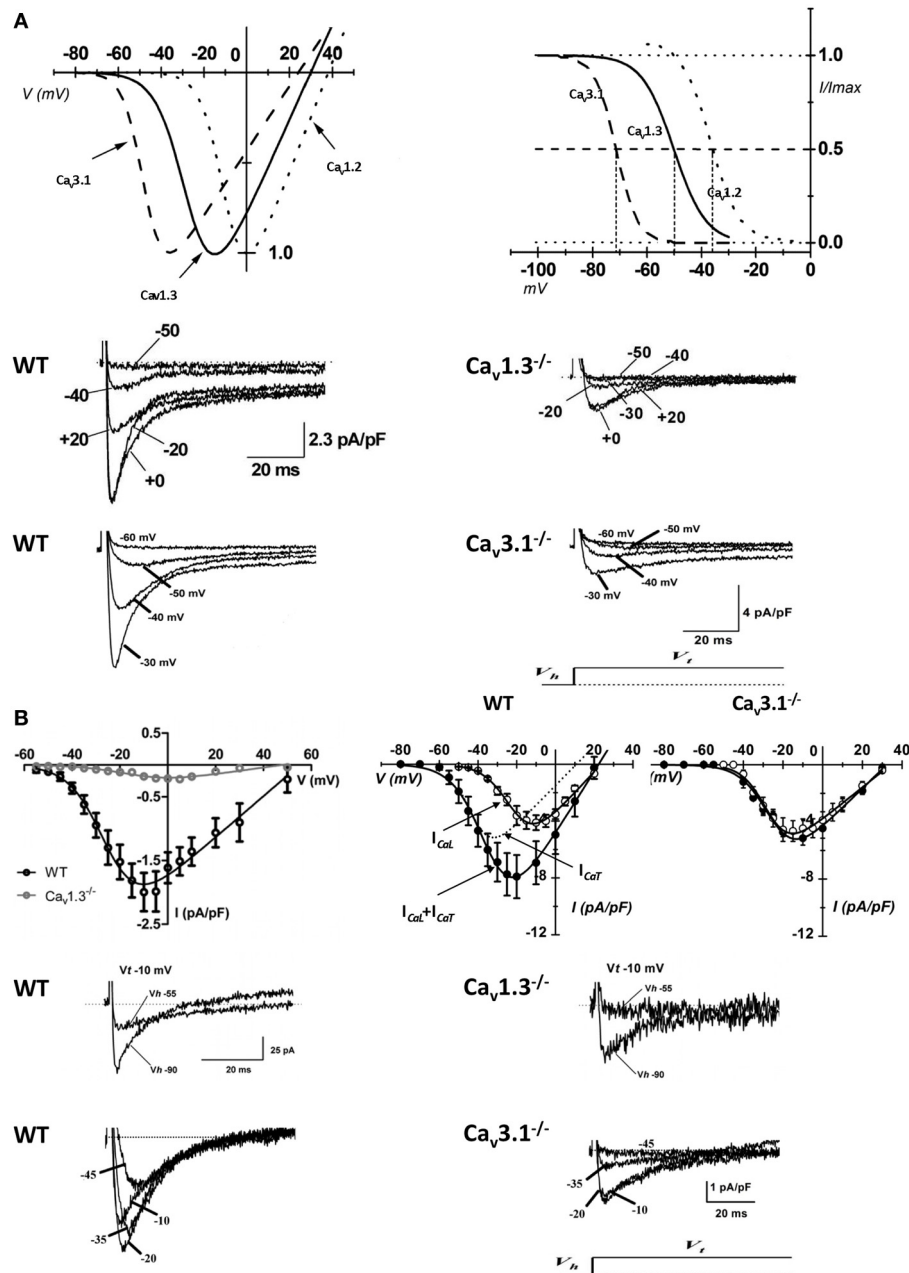 A
-80 -60 -40 -20 0 20 40
V (mV)
Cav3.1
Cav1.2
Cav1.3
1.0
1.0
I/Imax
Cav3.1
Cav1.3
0.5
Cav1.2
0.0
-100 -80 -60 -40 -20 0
mV
WT
-50
-40
+20
-20
+0
2.3 pA/pF
20 ms
Cav1.3-/-
-50
-40
-20
-30
+20
+0
WT
-60 mV
-50 mV
-40 mV
-30 mV
Cav3.1-/-
-60 mV
-50 mV
-40 mV
-30 mV
4 pA/pF
20 ms
Vh
Vt
B
0.5
-60 -40 -20 0 20 40 60
V (mV)
-0.5
-1.5
-2.5
I (pA/pF)
WT
Cav1.3-/-
WT
-80 -60 -40 -20 0 20
V (mV)
ICaL
ICaT
ICaL+ICaT
-8
-12
I (pA/pF)
Cav3.1-/-
-80 -60 -40 -20 0 20
(mV)
-4
-8
-12
I (pA/pF)
WT
Vt -10 mV
Vh -55
Vh -90
25 pA
20 ms
Cav1.3-/-
Vt -10 mV
Vh -55
Vh -90
WT
-45
-10
-35
-20
Cav3.1-/-
-45
-35
-20
-10
1 pA/pF
20 ms
Vh
Vt